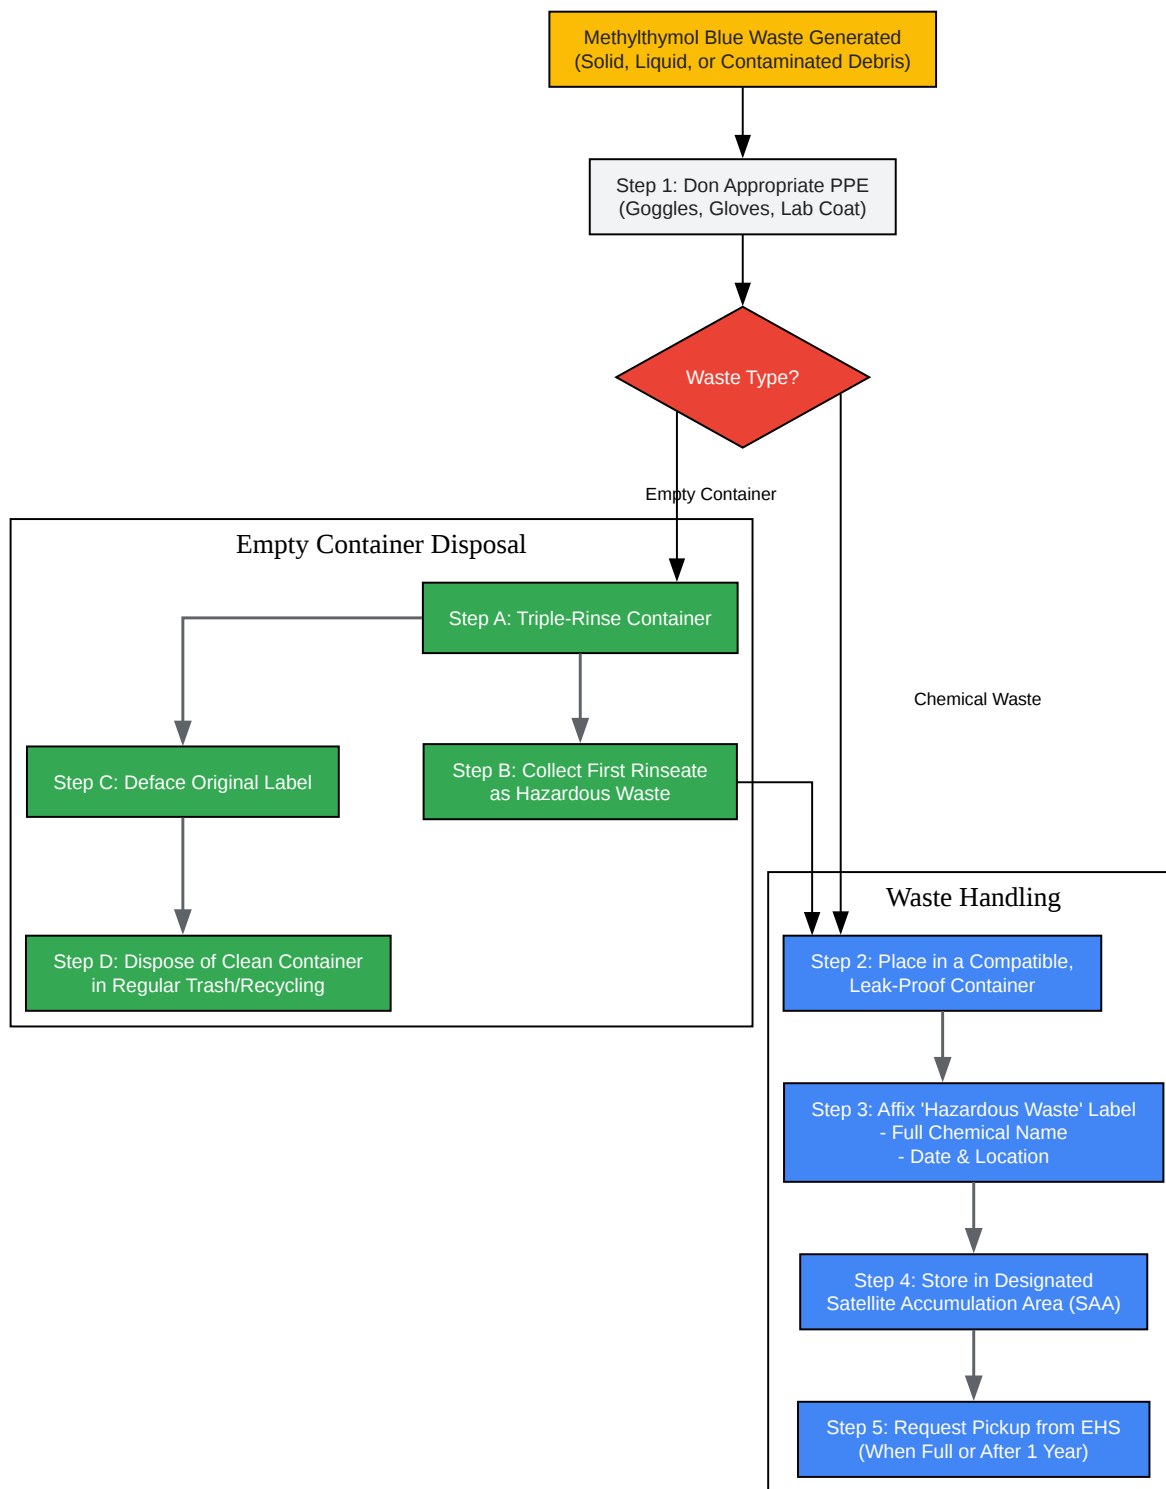 Methylthymol Blue Waste Generated
(Solid, Liquid, or Contaminated Debris)
Step 1: Don Appropriate PPE
(Goggles, Gloves, Lab Coat)
Waste Type?
Empty Container
Empty Container Disposal
Step A: Triple-Rinse Container
Chemical Waste
Step C: Deface Original Label
Step B: Collect First Rinseate
as Hazardous Waste
Waste Handling
Step D: Dispose of Clean Container
in Regular Trash/Recycling
Step 2: Place in a Compatible,
Leak-Proof Container
Step 3: Affix 'Hazardous Waste' Label
- Full Chemical Name
- Date & Location
Step 4: Store in Designated
Satellite Accumulation Area (SAA)
Step 5: Request Pickup from EHS
(When Full or After 1 Year)